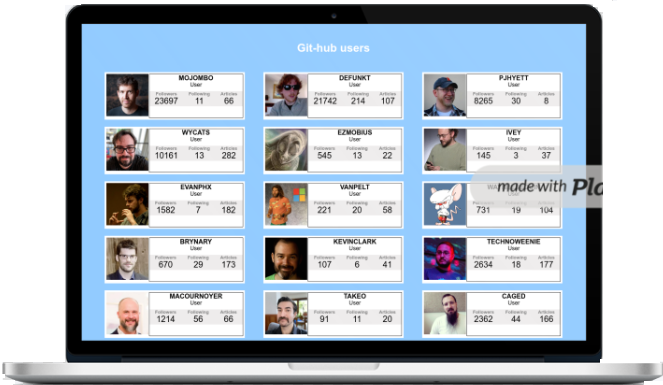 Git-hub users
MOJOMBO
User
Followers Following Articles
23697 11 66
DEFUNKT
User
Followers Following Articles
21742 214 107
PJHYETT
User
Followers Following Articles
8265 30 8
WYCATS
User
Followers Following Articles
10161 13 282
EZMOBIUS
User
Followers Following Articles
545 13 22
IVEY
User
Followers Following Articles
145 3 37
EVANPHX
User
Followers Following Articles
1582 7 182
VANPELT
User
Followers Following Articles
221 20 58
731 19 104
made with
BRYNARY
User
Followers Following Articles
670 29 173
KEVINCLARK
User
Followers Following Articles
107 6 41
TECHNOWEENIE
User
Followers Following Articles
2634 18 177
MACOURNOYER
User
Followers Following Articles
1214 56 66
TAKEO
User
Followers Following Articles
91 11 20
CAGED
User
Followers Following Articles
2362 44 166